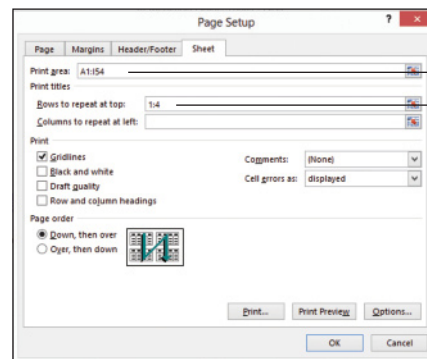 Page Setup ? ×
Page Margins Header/Footer Sheet
Print area: A1:I54
Print titles
Rows to repeat at top: 1:4
Columns to repeat at left:
Print
Gridlines Comments: (None)
Black and white Cell errors as: displayed
Draft quality
Row and column headings
Page order
Down, then over
Over, then down
Print... Print Preview Options...
OK Cancel